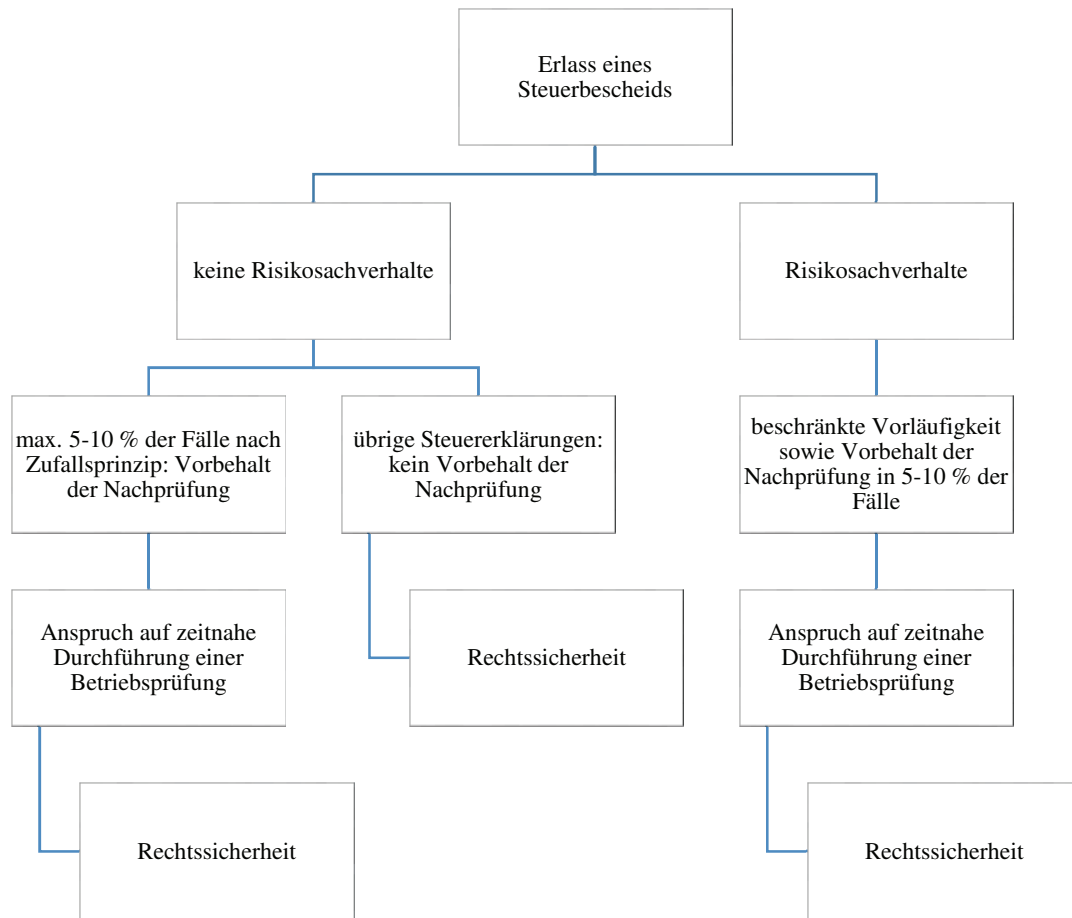 Erlass eines
Steuerbescheids
keine Risikosachverhalte
Risikosachverhalte
max. 5-10 % der Fälle nach
Zufallsprinzip: Vorbehalt
der Nachprüfung
übrige Steuererklärungen:
kein Vorbehalt der
Nachprüfung
beschränkte Vorläufigkeit
sowie Vorbehalt der
Nachprüfung in 5-10 % der
Fälle
Anspruch auf zeitnahe
Durchführung einer
Betriebsprüfung
Rechtssicherheit
Anspruch auf zeitnahe
Durchführung einer
Betriebsprüfung
Rechtssicherheit
Rechtssicherheit